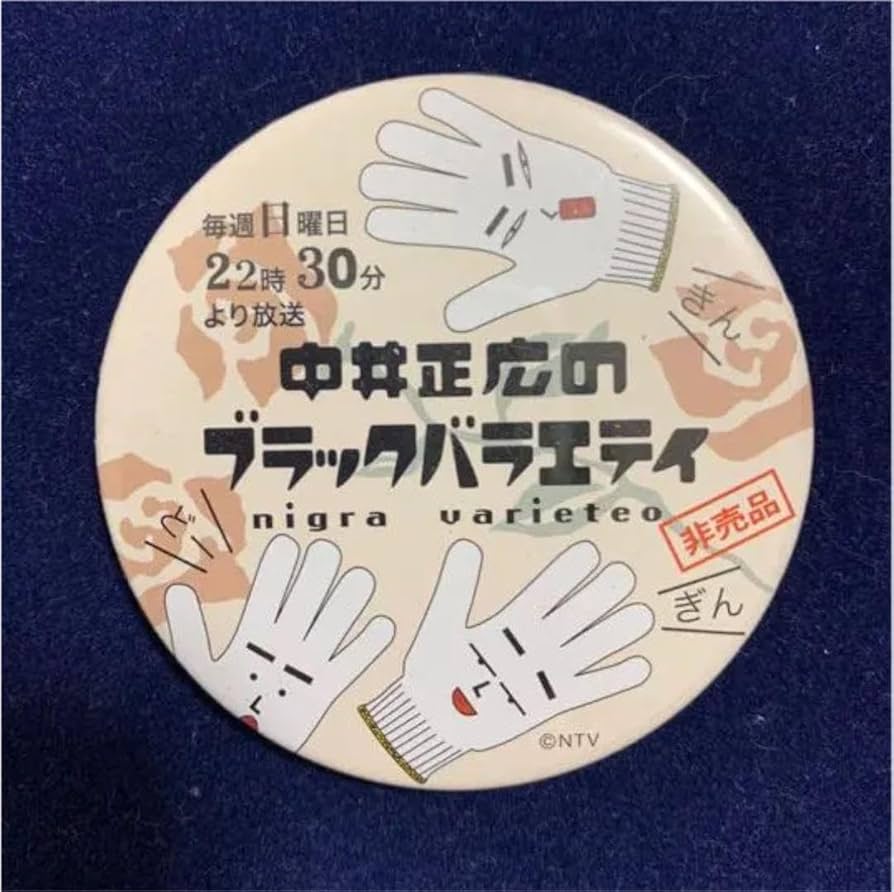 毎週日曜日
22時30分
より放送
きん
中井正広の
ブラックバラエティ
nigra varieteo
非売品
どー
ぎん
©NTV